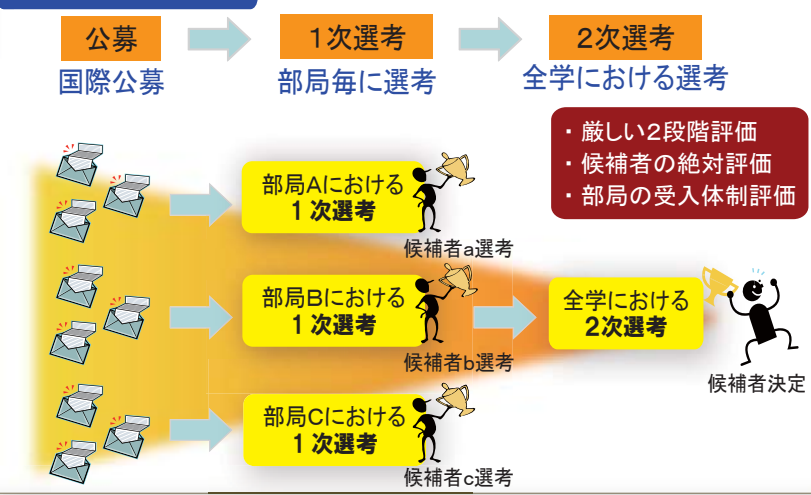 公募
1次選考
2次選考
国際公募
部局毎に選考
全学における選考
・厳しい2段階評価
・候補者の絶対評価
・部局の受入体制評価
部局Aにおける
1次選考
候補者a選考
部局Bにおける
1次選考
候補者b選考
全学における
2次選考
候補者決定
部局Cにおける
1次選考
候補者c選考